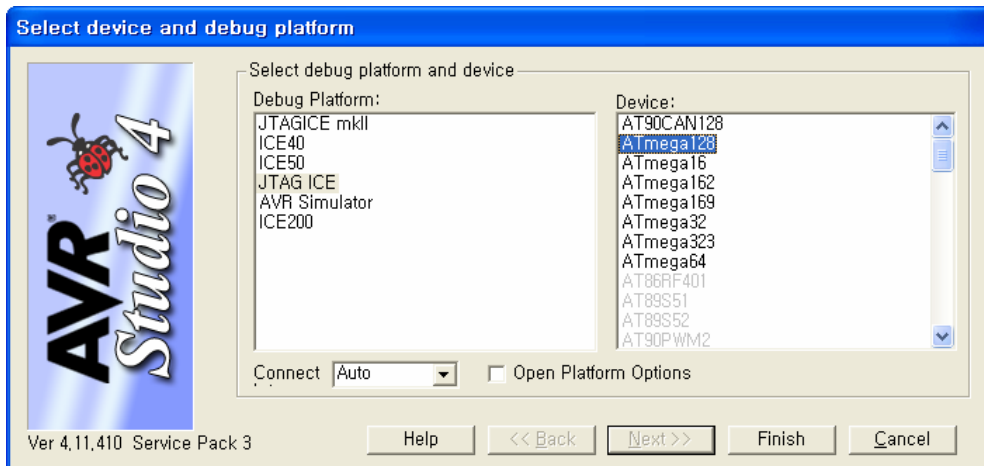 Select device and debug platform
Select debug platform and device
Debug Platform:
JTAGICE mkII
ICE40
ICE50
JTAG ICE
AVR Simulator
ICE200
Device:
AT90CAN128
ATmega128
ATmega16
ATmega162
ATmega169
ATmega32
ATmega323
ATmega64
AT86RF401
AT89S51
AT89S52
AT90PWM2
AVR®
Studio 4
Connect
Auto
Open Platform Options
Ver 4,11,410 Service Pack 3
Help
<< Back
Next >>
Finish
Cancel